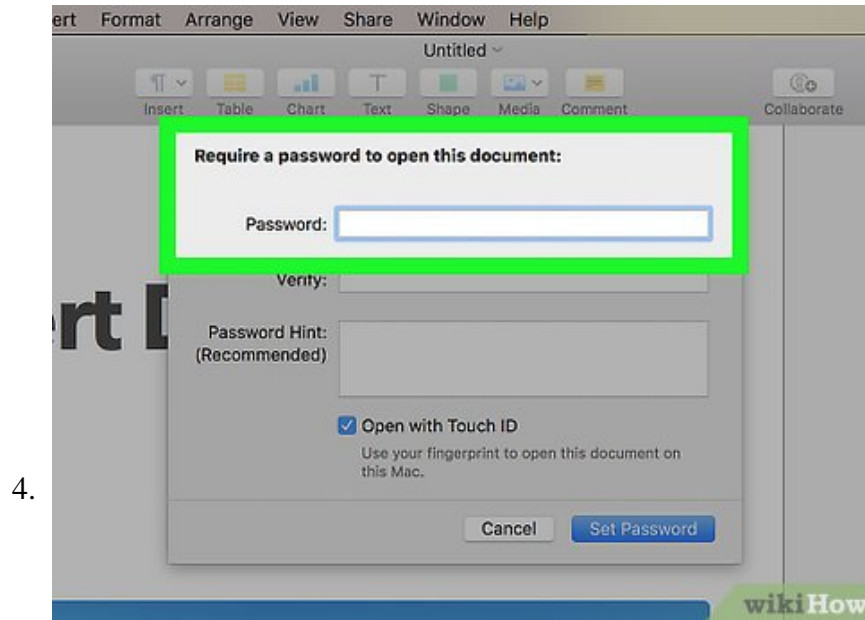 ert Format Arrange View Share Window Help
Untitled
Insert Table Chart Text Shape Media Comment Collaborate
Require a password to open this document:
Password:
Verify:
rt
Password Hint:
(Recommended)
Open with Touch ID
Use your fingerprint to open this document on
this Mac.
4.
Cancel Set Password
wikiHow